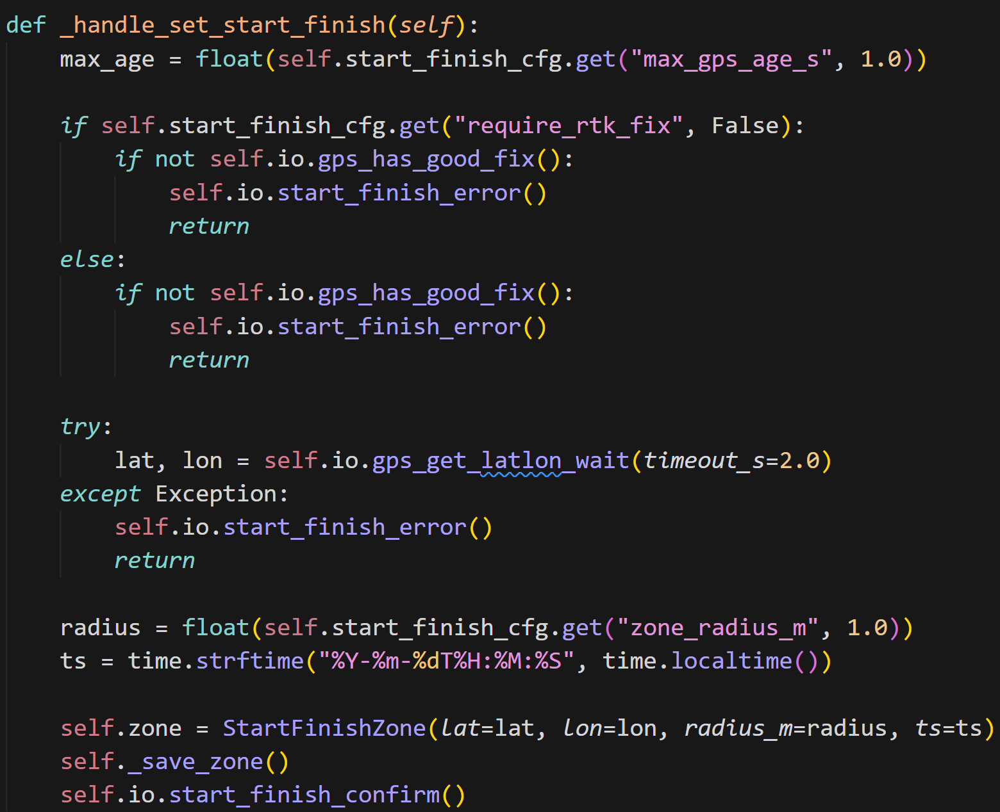 def _handle_set_start_finish(self):
    max_age = float(self.start_finish_cfg.get("max_gps_age_s", 1.0))

    if self.start_finish_cfg.get("require_rtk_fix", False):
        if not self.io.gps_has_good_fix():
            self.io.start_finish_error()
            return
    else:
        if not self.io.gps_has_good_fix():
            self.io.start_finish_error()
            return

    try:
        lat, lon = self.io.gps_get_latlon_wait(timeout_s=2.0)
    except Exception:
        self.io.start_finish_error()
        return

    radius = float(self.start_finish_cfg.get("zone_radius_m", 1.0))
    ts = time.strftime("%Y-%m-%dT%H:%M:%S", time.localtime())

    self.zone = StartFinishZone(lat=lat, lon=lon, radius_m=radius, ts=ts)
    self._save_zone()
    self.io.start_finish_confirm()